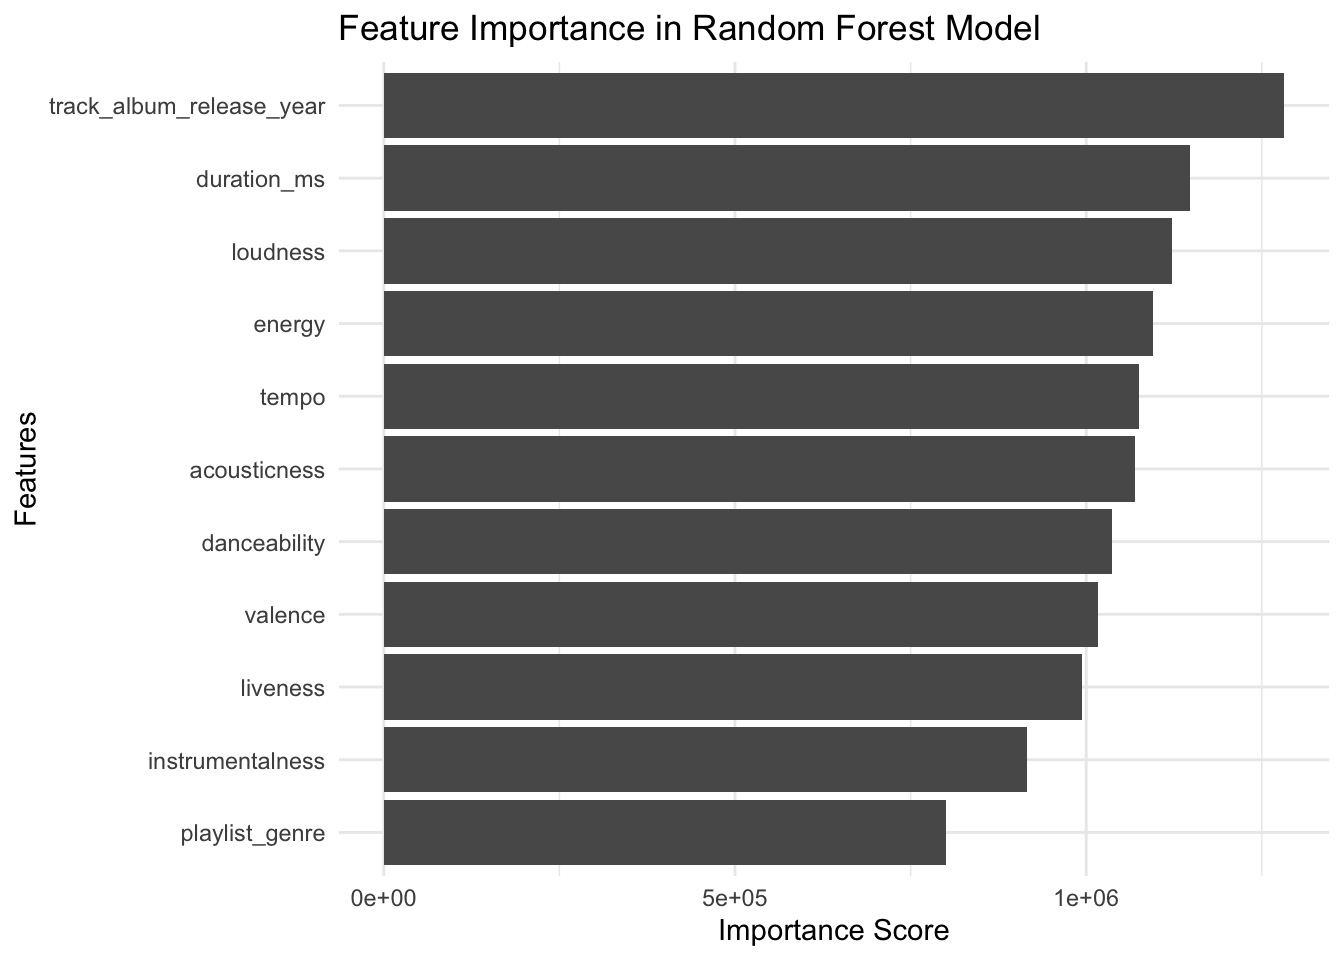 Feature Importance in Random Forest Model
track_album_release_year
duration_ms
loudness
energy
tempo
acousticness
danceability
valence
liveness
instrumentalness
playlist_genre
Features
0e+00 5e+05 1e+06
Importance Score